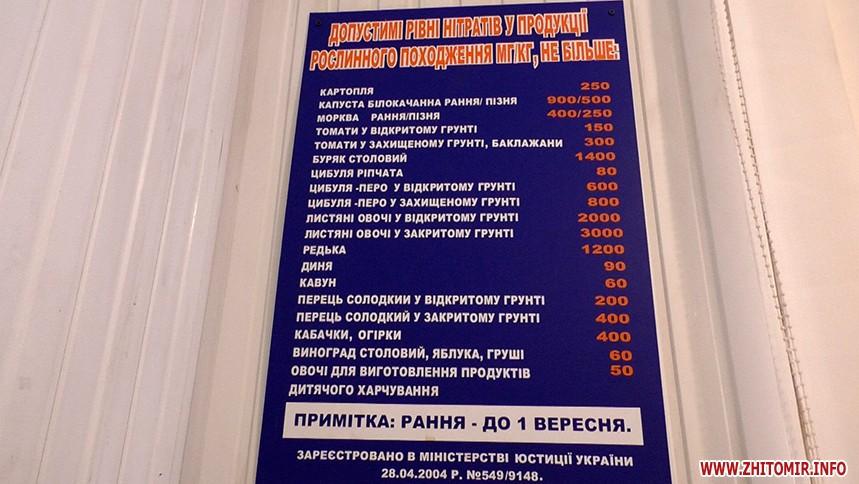 ДОПУСТИМІ РІВНІ НІТРАТІВ У ПРОДУКЦІЇ
РОСЛИННОГО ПОХОДЖЕННЯ МГ/КГ, НЕ БІЛЬШЕ:
КАРТОПЛЯ 250
КАПУСТА БІЛОКАЧАННА РАННЯ/ ПІЗНЯ 900/500
МОРКВА РАННЯ/ПІЗНЯ 400/250
ТОМАТИ У ВІДКРИТОМУ ГРУНТІ 150
ТОМАТИ У ЗАХИЩЕНОМУ ГРУНТІ, БАКЛАЖАНИ 300
БУРЯК СТОЛОВИЙ 1400
ЦИБУЛЯ РІПЧАТА 80
ЦИБУЛЯ -ПЕРО У ВІДКРИТОМУ ГРУНТІ 600
ЦИБУЛЯ -ПЕРО У ЗАХИЩЕНОМУ ГРУНТІ 800
ЛИСТЯНІ ОВОЧІ У ВІДКРИТОМУ ГРУНТІ 2000
ЛИСТЯНІ ОВОЧІ У ЗАКРИТОМУ ГРУНТІ 3000
РЕДЬКА 1200
ДИНЯ 90
КАВУН 60
ПЕРЕЦЬ СОЛОДКИИ У ВІДКРИТОМУ ГРУНТІ 200
ПЕРЕЦЬ СОЛОДКИЙ У ЗАКРИТОМУ ГРУНТІ 400
КАБАЧКИ, ОГІРКИ 400
ВИНОГРАД СТОЛОВИЙ, ЯБЛУКА, ГРУШІ 60
ОВОЧІ ДЛЯ ВИГОТОВЛЕННЯ ПРОДУКТІВ 50
ДИТЯЧОГО ХАРЧУВАННЯ
ПРИМІТКА: РАННЯ - ДО 1 ВЕРЕСНЯ.
ЗАРЕЄСТРОВАНО В МІНІСТЕРСТВІ ЮСТИЦІЇ УКРАЇНИ
28.04.2004 Р. №549/9148.
WWW.ZHITOMIR.INFO